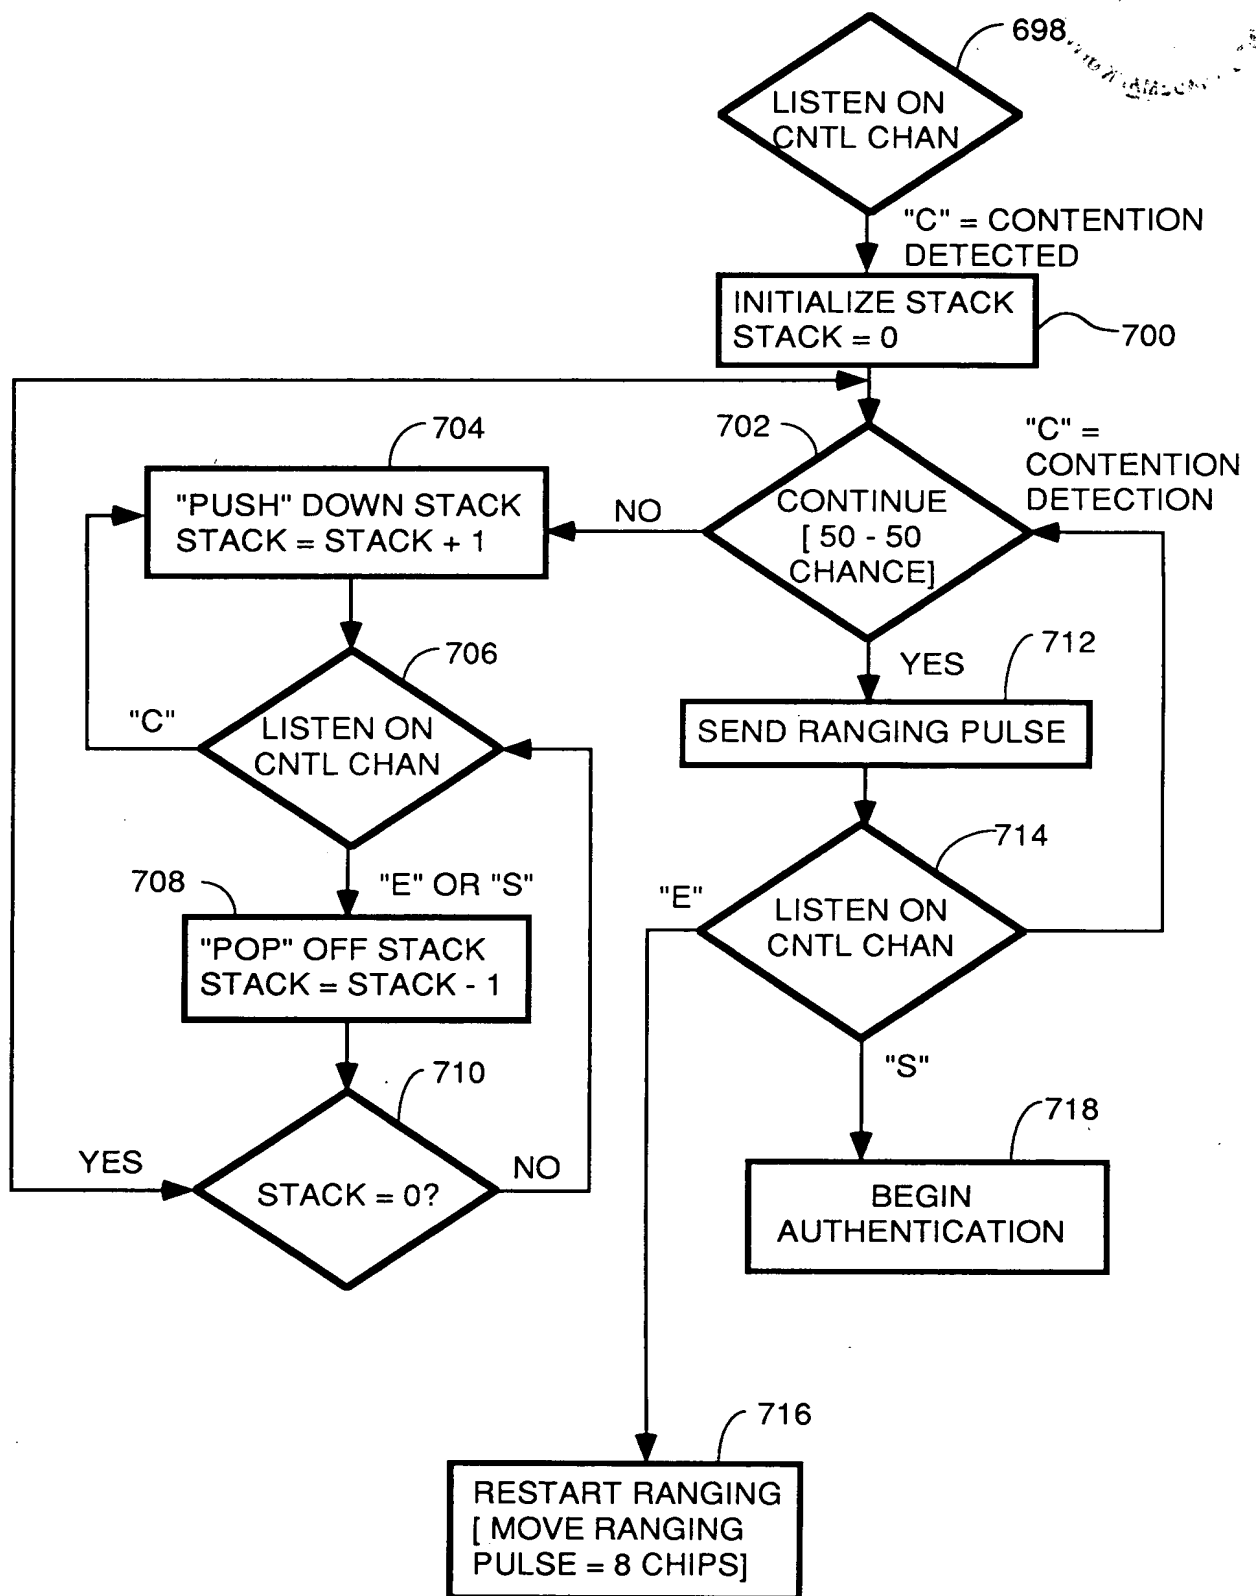 698
LISTEN ON
CNTL CHAN
"C" = CONTENTION
DETECTED
INITIALIZE STACK
STACK = 0
700
704
702
"C" =
CONTENTION
DETECTION
"PUSH" DOWN STACK
STACK = STACK + 1
NO
CONTINUE
[ 50 - 50
CHANCE]
706
YES
712
"C"
LISTEN ON
CNTL CHAN
SEND RANGING PULSE
714
708
"E" OR "S"
"E"
LISTEN ON
CNTL CHAN
"POP" OFF STACK
STACK = STACK - 1
710
"S"
718
YES
NO
STACK = 0?
BEGIN
AUTHENTICATION
716
RESTART RANGING
[ MOVE RANGING
PULSE = 8 CHIPS]